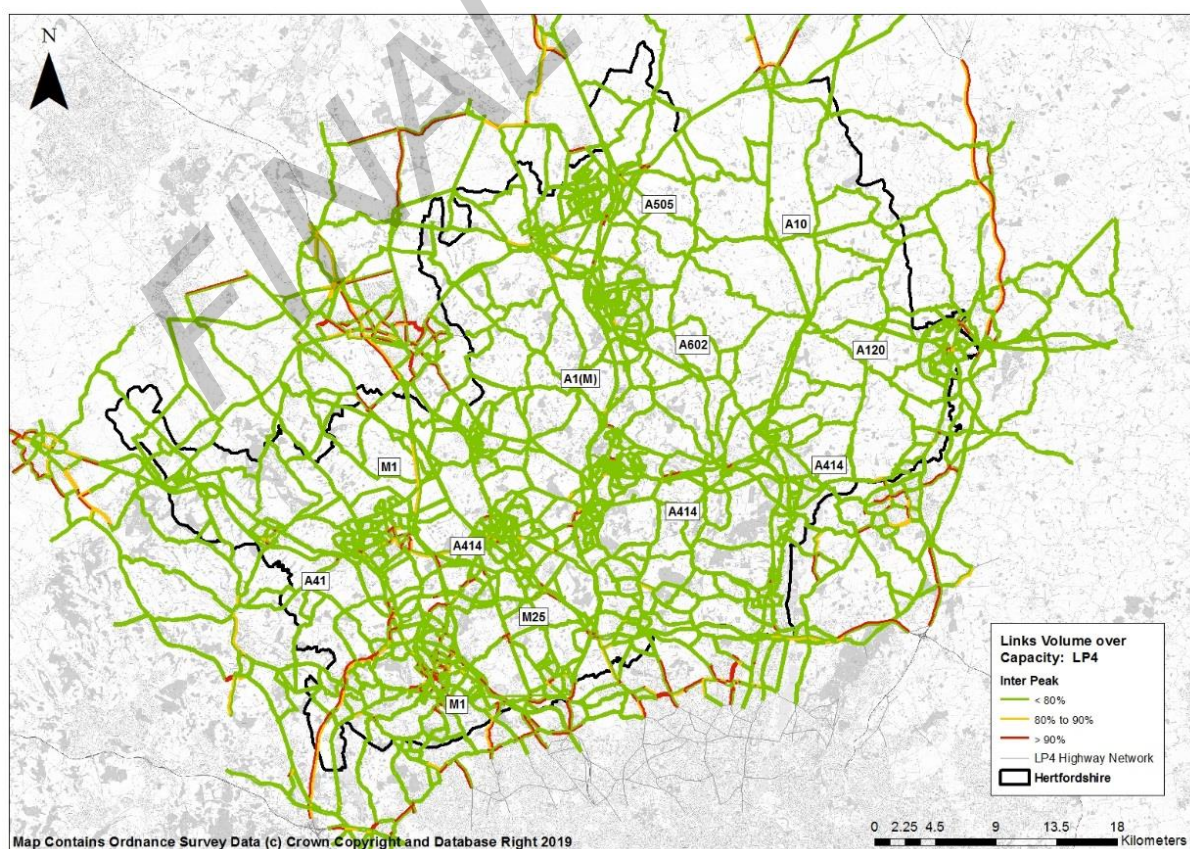 FINAL
N
A505
A10
A602
A120
A1(M)
M1
A414
A414
A414
A41
M25
M1
Links Volume over
Capacity: LP4
Inter Peak
< 80%
80% to 90%
> 90%
LP4 Highway Network
Hertfordshire
0 2.25 4.5 9 13.5 18
Kilometers
Map Contains Ordnance Survey Data (c) Crown Copyright and Database Right 2019